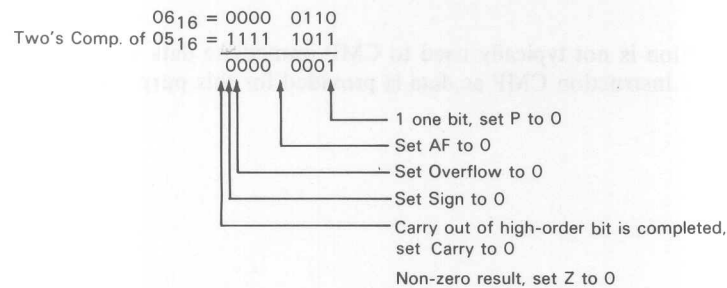 06₁₆ = 0000 0110
Two's Comp. of 05₁₆ = 1111 1011
0000 0001
1 one bit, set P to 0
Set AF to 0
Set Overflow to 0
Set Sign to 0
Carry out of high-order bit is completed,
set Carry to 0
Non-zero result, set Z to 0